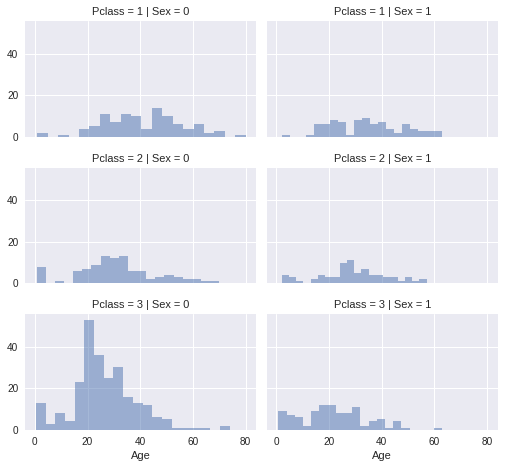 Pclass = 1 | Sex = 0
Pclass = 1 | Sex = 1
40
20
0
Pclass = 2 | Sex = 0
Pclass = 2 | Sex = 1
40
20
0
Pclass = 3 | Sex = 0
Pclass = 3 | Sex = 1
40
20
0
0 20 40 60 80
0 20 40 60 80
Age
Age